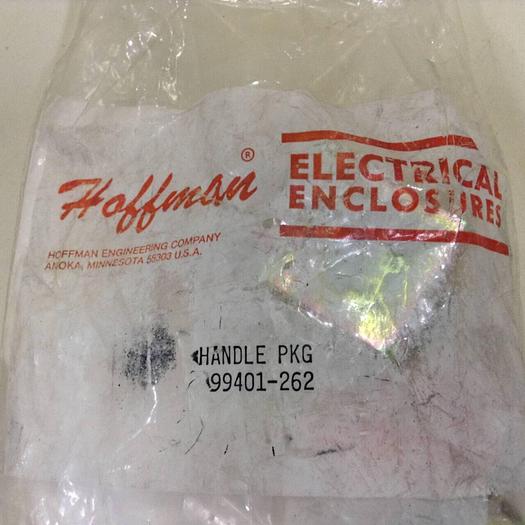 Hoffman®
ELECTRICAL
ENCLOSURES
HOFFMAN ENGINEERING COMPANY
ANOKA, MINNESOTA 55303 U.S.A.
HANDLE PKG
99401-262